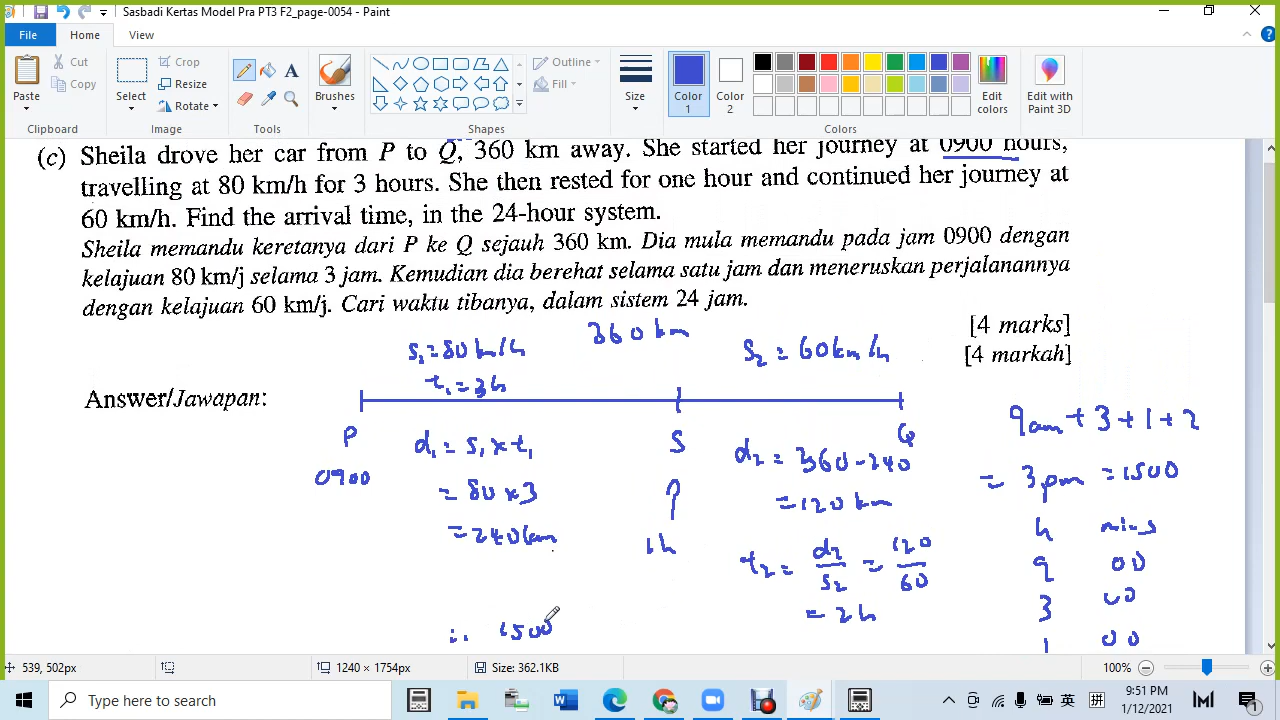 Sasbadi Kertas Model Pra PT3 F2_page-0054 - Paint
File Home View
Paste
Cut
Copy
Clipboard
Select
Crop
Resize
Rotate
Image
A
Tools
Brushes
Outline
Fill
Shapes
Size
Color 1
Color 2
Edit colors
Edit with Paint 3D
Colors
(c) Sheila drove her car from P to Q, 360 km away. She started her journey at 0900 hours,
travelling at 80 km/h for 3 hours. She then rested for one hour and continued her journey at
60 km/h. Find the arrival time, in the 24-hour system.
Sheila memandu keretanya dari P ke Q sejauh 360 km. Dia mula memandu pada jam 0900 dengan
kelajuan 80 km/j selama 3 jam. Kemudian dia berehat selama satu jam dan meneruskan perjalanannya
dengan kelajuan 60 km/j. Cari waktu tibanya, dalam sistem 24 jam.
[4 marks]
[4 markah]
Answer/Jawapan:
360 km
s₁ = 80 km/h
t₁ = 3h
s₂ = 60 km/h
P
0900
S
1h
Q
d₁ = s₁ × t₁
= 80 × 3
= 240 km
d₂ = 360 - 240
= 120 km
t₂ = d₂/s₂ = 120/60
= 2h
9am + 3 + 1 + 2
= 3pm = 1500
h mins
9 00
3 00
1 00
∴ 1500
539, 502px
1240 × 1754px
Size: 362.1KB
100%
Type here to search
英
拼
9:51 PM
1/12/2021
1